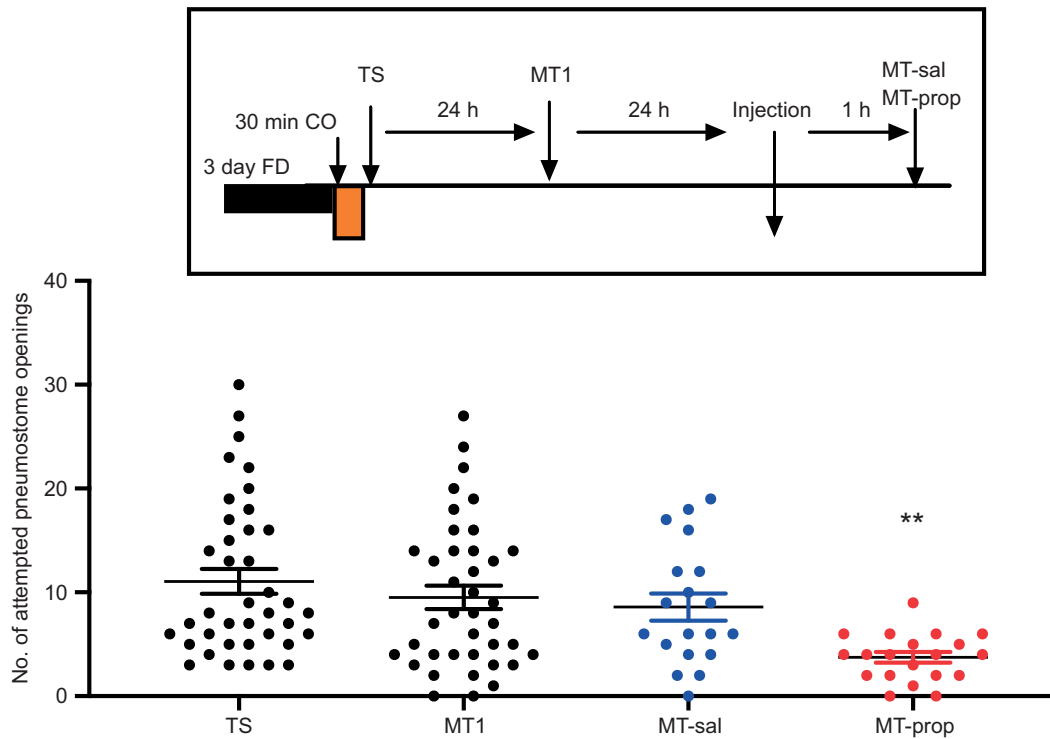 TS
MT1
MT-sal
MT-prop
30 min CO
24 h
24 h
Injection
1 h
3 day FD
No. of attempted pneumostome openings
40
30
20
10
0
**
TS
MT1
MT-sal
MT-prop